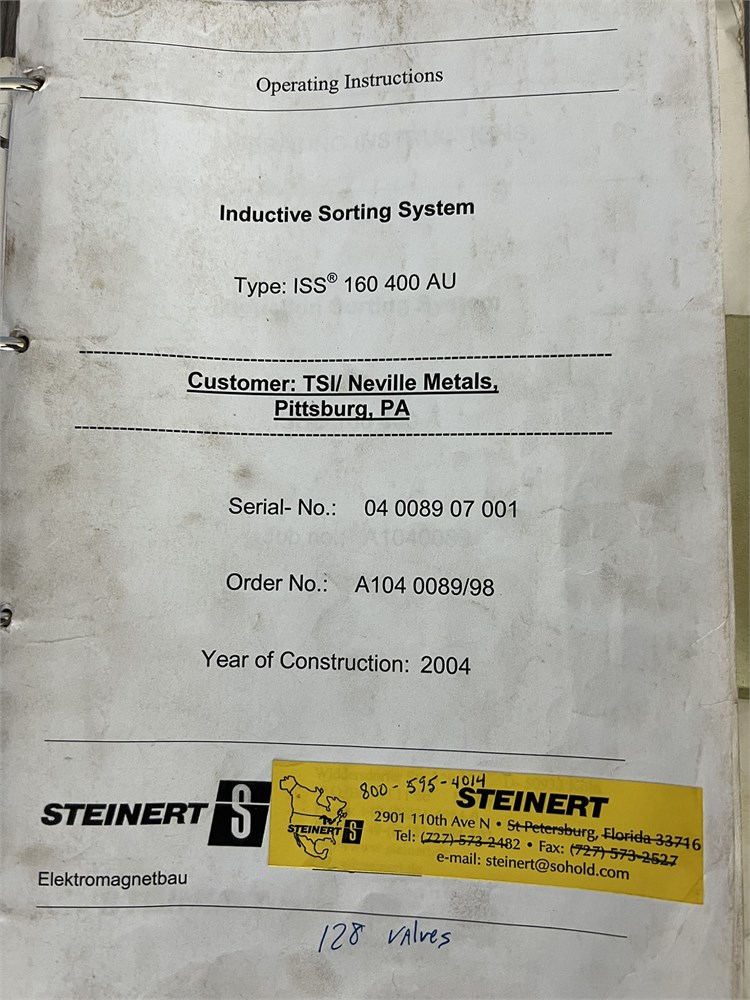 Operating Instructions
Inductive Sorting System
Type: ISS® 160 400 AU
Customer: TSI/ Neville Metals,
Pittsburg, PA
Serial- No.: 04 0089 07 001
Order No.: A104 0089/98
Year of Construction: 2004
STEINERT S
Elektromagnetbau
800-595-4014
STEINERT
STEINERT S
2901 110th Ave N • St Petersburg, Florida 33716
Tel: (727) 573-2482 • Fax: (727) 573-2527
e-mail: steinert@sohold.com
128 valves